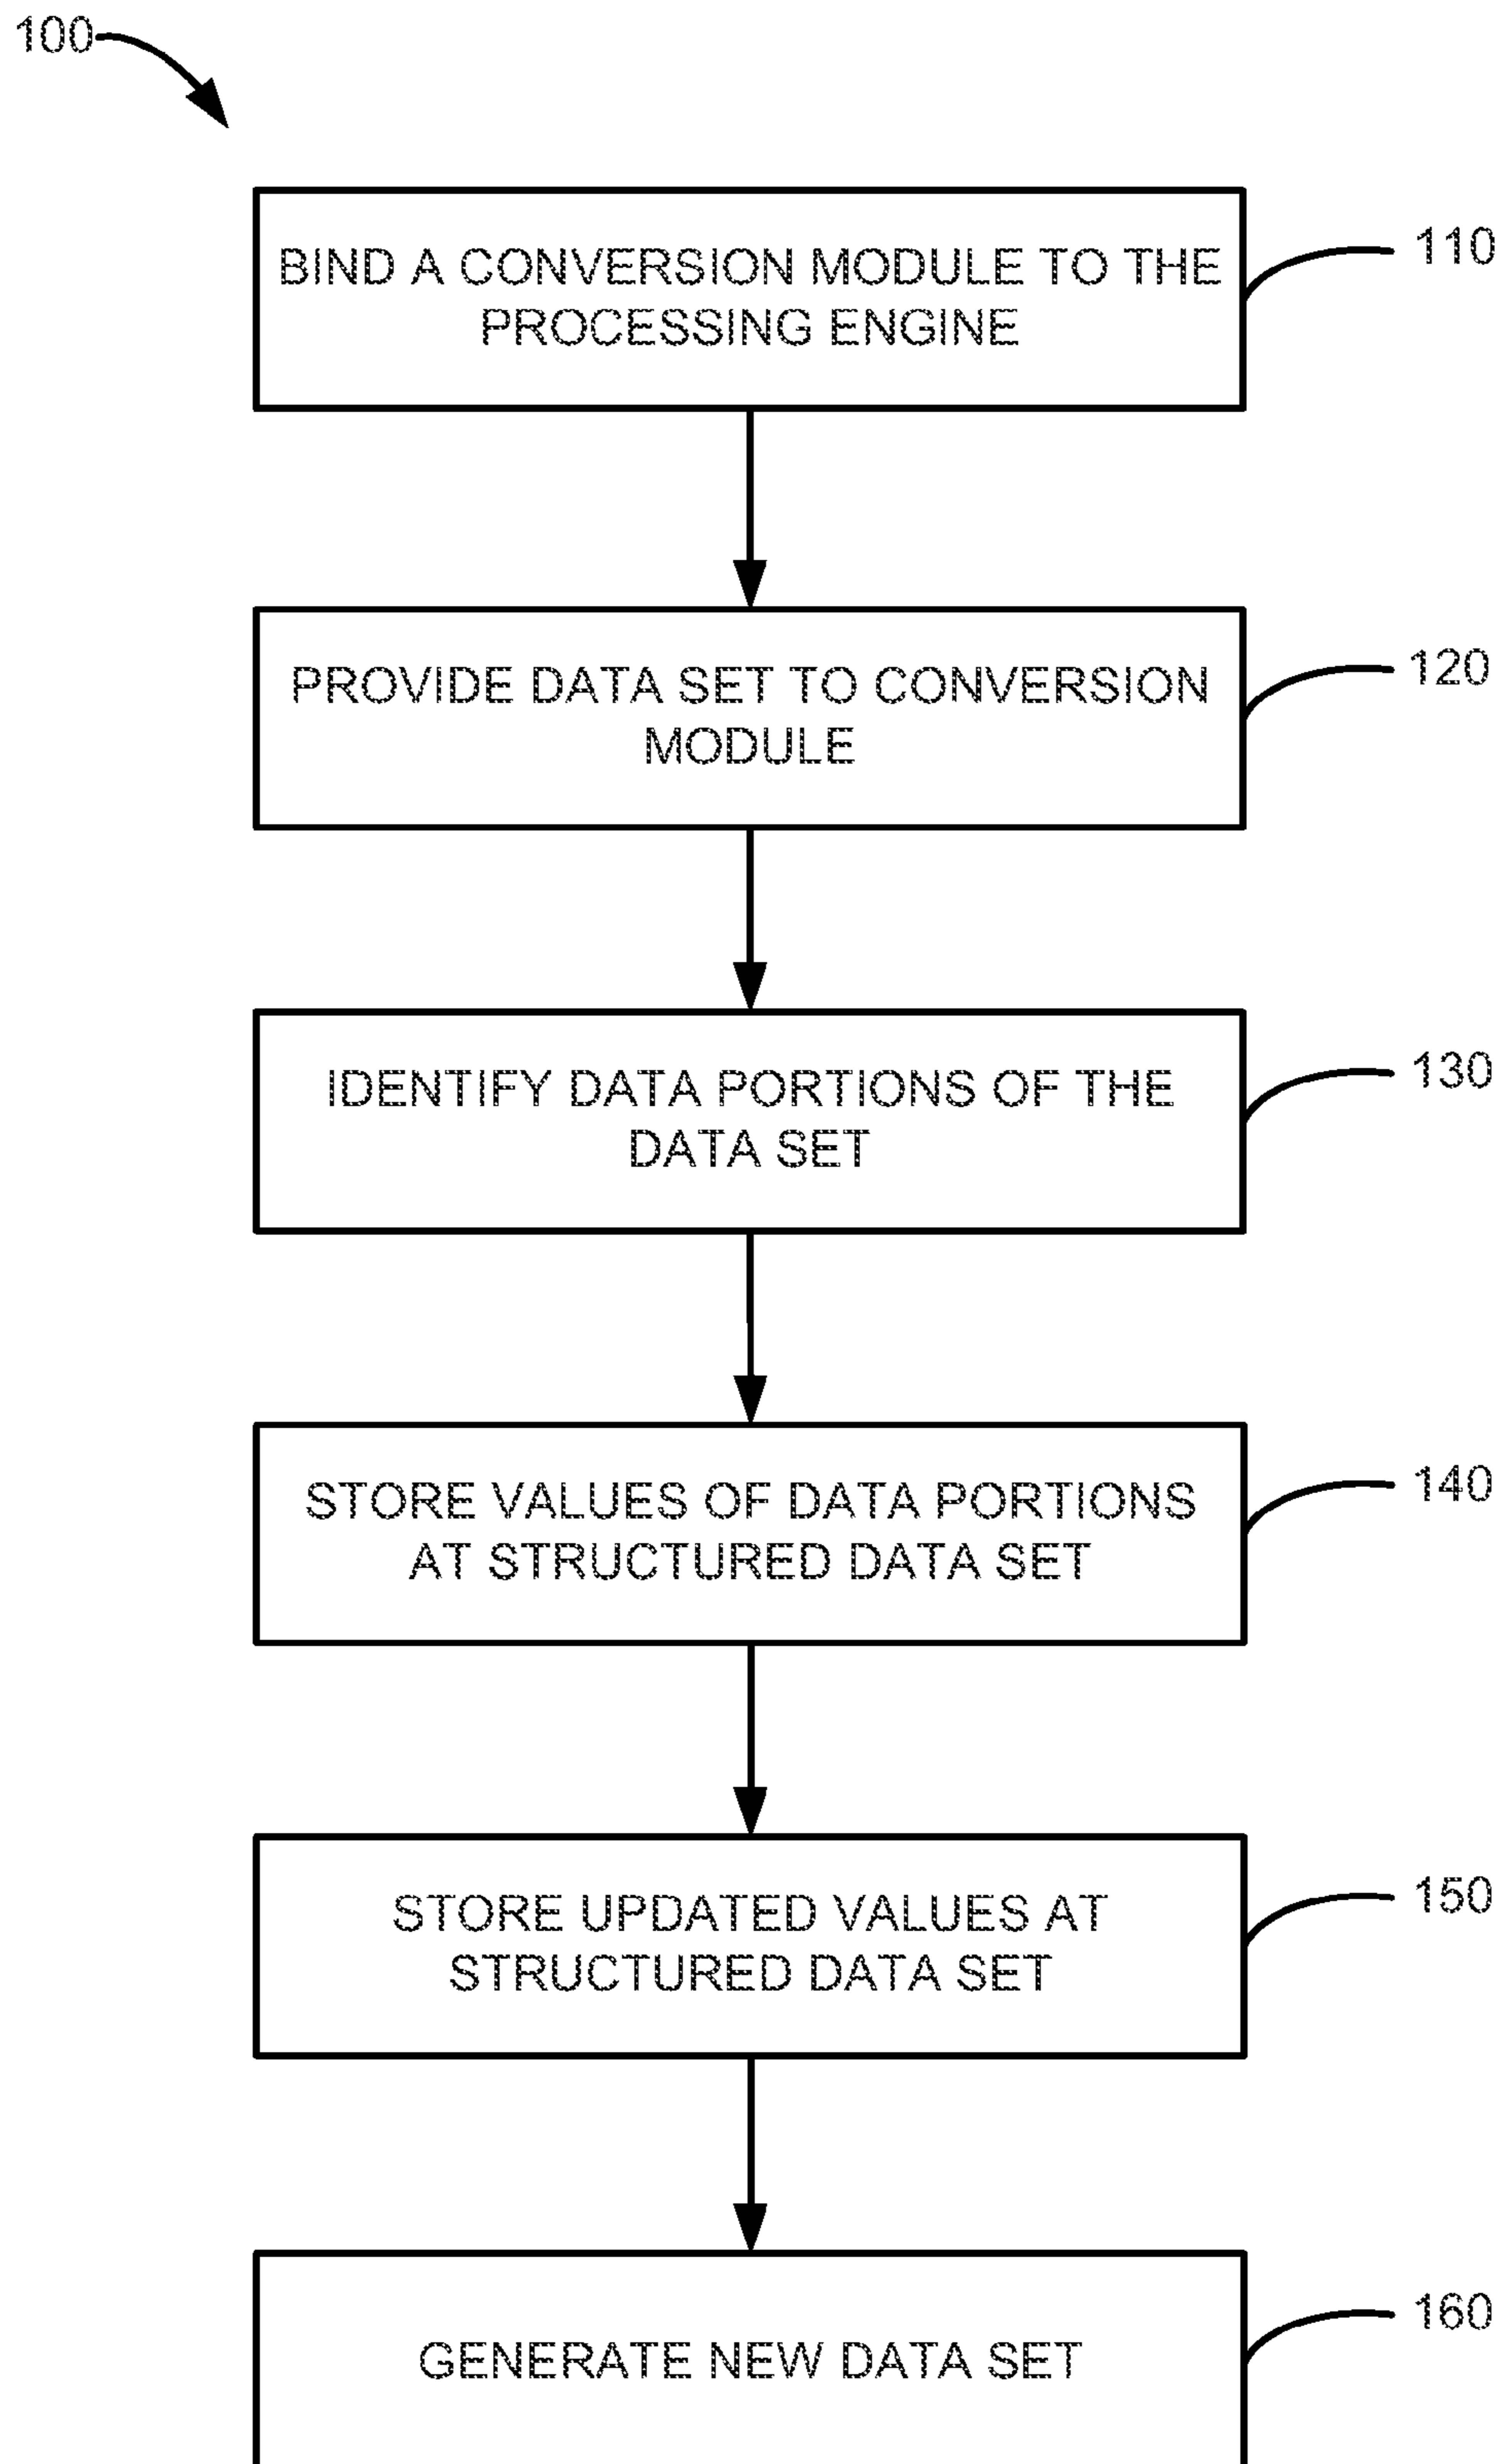 100
BIND A CONVERSION MODULE TO THE
PROCESSING ENGINE
110
PROVIDE DATA SET TO CONVERSION
MODULE
120
IDENTIFY DATA PORTIONS OF THE
DATA SET
130
STORE VALUES OF DATA PORTIONS
AT STRUCTURED DATA SET
140
STORE UPDATED VALUES AT
STRUCTURED DATA SET
150
GENERATE NEW DATA SET
160